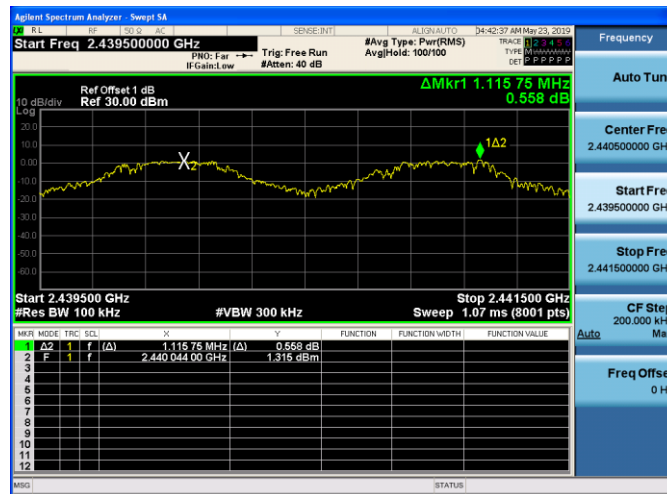 Agilent Spectrum Analyzer - Swept SA
RL RF 50 Ω AC SENSE:INT ALIGN AUTO 04:42:37 AM May 23, 2019
Start Freq 2.439500000 GHz
PNO: Far
IFGain:Low
Trig: Free Run
#Atten: 40 dB
#Avg Type: Pwr(RMS)
Avg|Hold: 100/100
TRACE 1 2 3 4 5 6
TYPE M
DET P P P P P P
Ref Offset 1 dB
10 dB/div Ref 30.00 dBm
Log
ΔMkr1 1.115 75 MHz
0.558 dB
20.0
10.0
0.00
-10.0
-20.0
-30.0
-40.0
-50.0
-60.0
X2
1Δ2
Start 2.439500 GHz Stop 2.441500 GHz
#Res BW 100 kHz #VBW 300 kHz Sweep 1.07 ms (8001 pts)
MKR MODE TRC SCL X Y FUNCTION FUNCTION WIDTH FUNCTION VALUE
1 Δ2 1 f (Δ) 1.115 75 MHz (Δ) 0.558 dB
2 F 1 f 2.440 044 00 GHz 1.315 dBm
3
4
5
6
7
8
9
10
11
12
MSG STATUS
Frequency
Auto Tun
Center Fre
2.440500000 GH
Start Fre
2.439500000 GH
Stop Fre
2.441500000 GH
CF Ste
200.000 kH
Auto Ma
Freq Offse
0 H